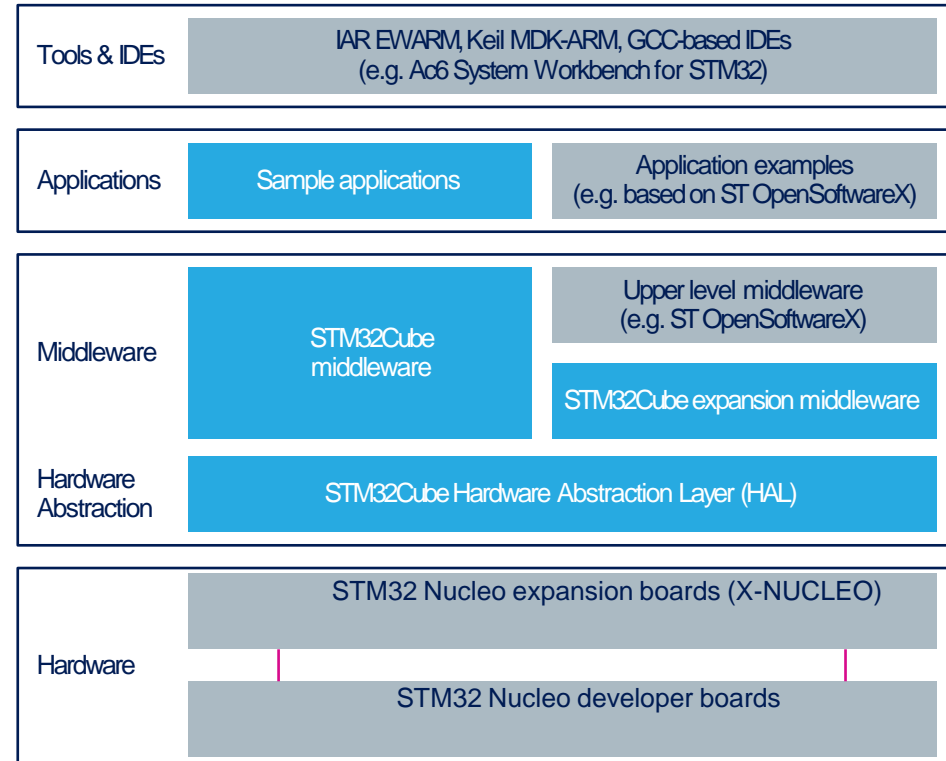 Tools & IDEs
IAR EWARM, Keil MDK-ARM, GCC-based IDEs
(e.g. Ac6 System Workbench for STM32)
Applications
Sample applications
Application examples
(e.g. based on ST OpenSoftwareX)
Middleware
STM32Cube
middleware
Upper level middleware
(e.g. ST OpenSoftwareX)
STM32Cube expansion middleware
Hardware
Abstraction
STM32Cube Hardware Abstraction Layer (HAL)
Hardware
STM32 Nucleo expansion boards (X-NUCLEO)
STM32 Nucleo developer boards